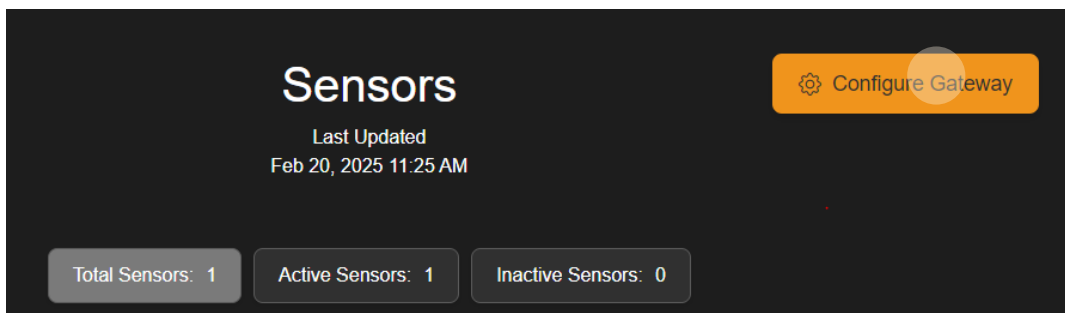 Sensors
Configure Gateway
Last Updated
Feb 20, 2025 11:25 AM
Total Sensors: 1
Active Sensors: 1
Inactive Sensors: 0